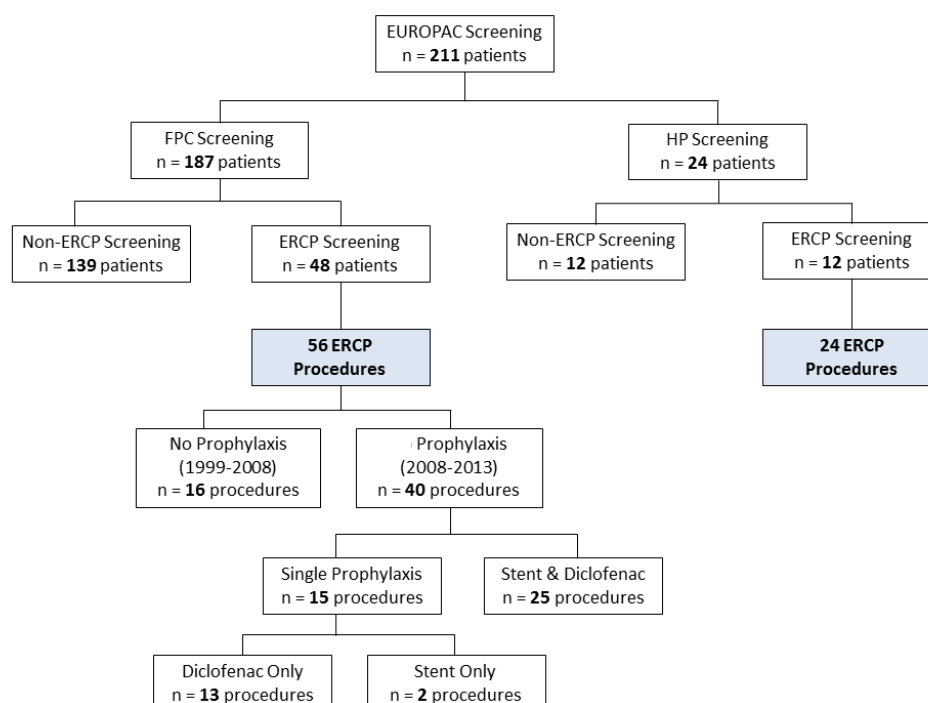 EUROPAC Screening
n = 211 patients
FPC Screening
n = 187 patients
HP Screening
n = 24 patients
Non-ERCP Screening
n = 139 patients
ERCP Screening
n = 48 patients
Non-ERCP Screening
n = 12 patients
ERCP Screening
n = 12 patients
56 ERCP
Procedures
24 ERCP
Procedures
No Prophylaxis
(1999-2008)
n = 16 procedures
Prophylaxis
(2008-2013)
n = 40 procedures
Single Prophylaxis
n = 15 procedures
Stent & Diclofenac
n = 25 procedures
Diclofenac Only
n = 13 procedures
Stent Only
n = 2 procedures